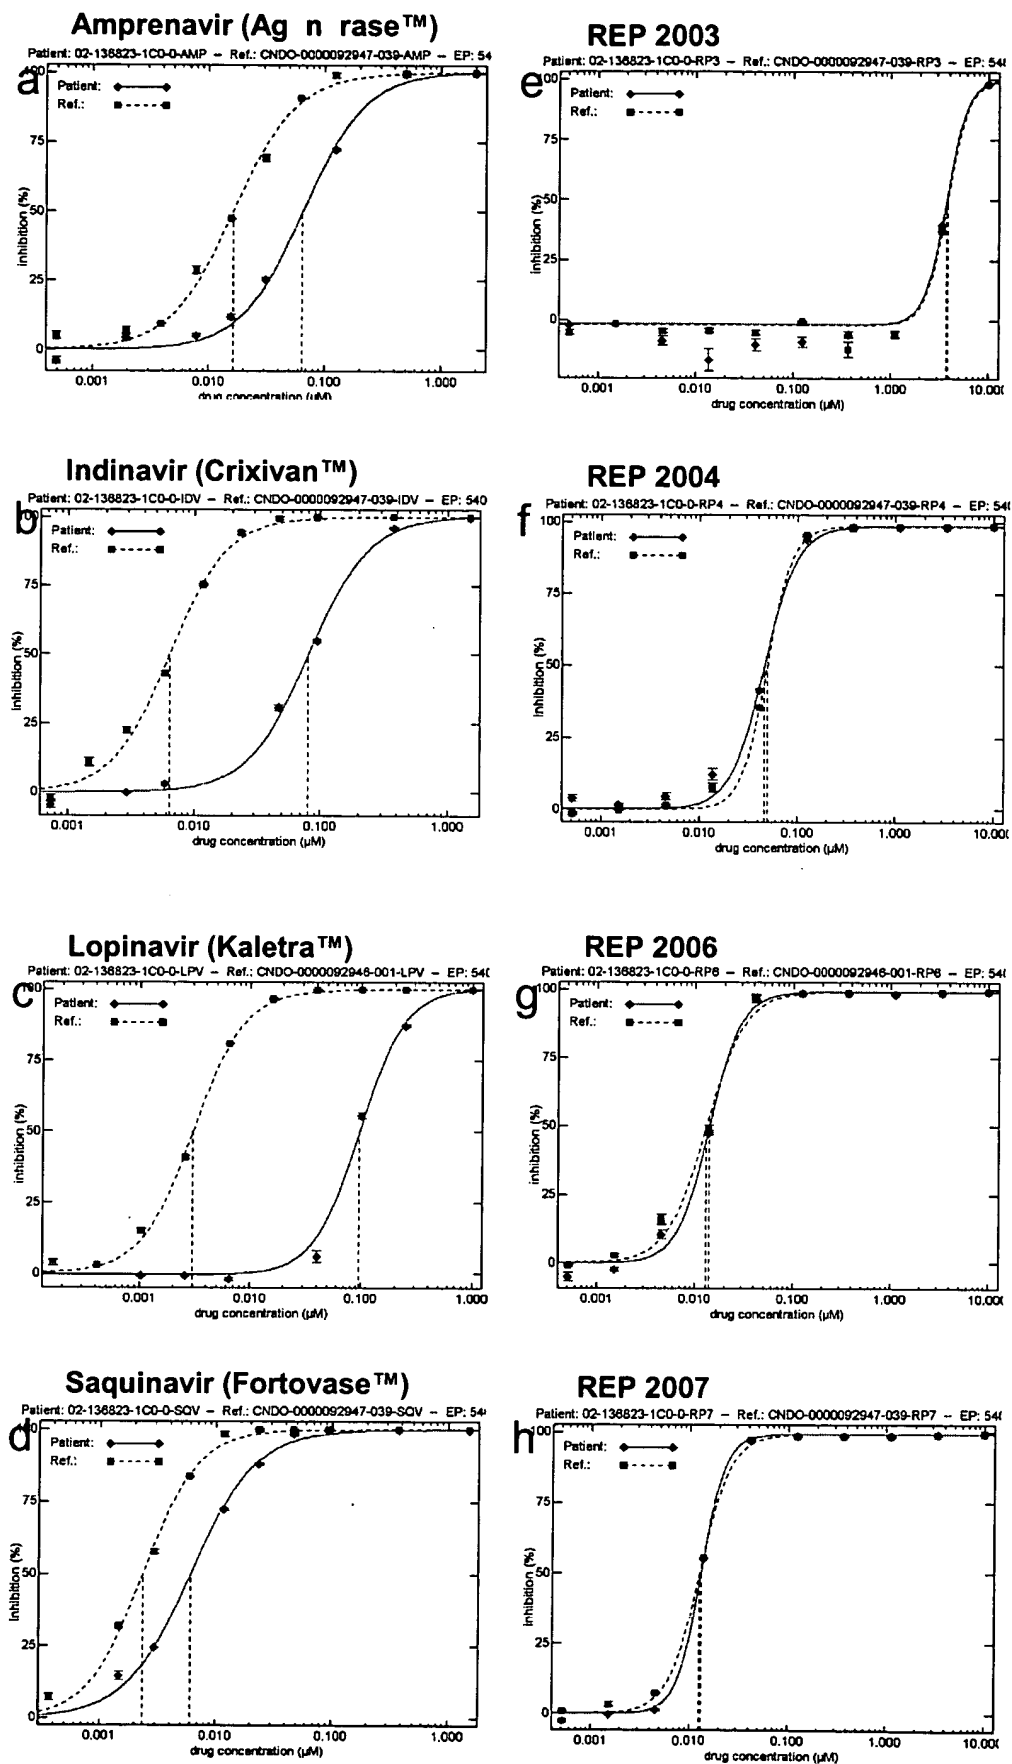 Amprenavir (Ag n rase™)
Patient: 02-136823-1C0-0-AMP – Ref.: CNDO-0000092947-039-AMP – EP: 54
a
100
Patient:
Ref.:
75
50
25
0
inhibition (%)
0.001 0.010 0.100 1.000
drug concentration (µM)
REP 2003
Patient: 02-136823-1C0-0-RP3 – Ref.: CNDO-0000092947-039-RP3 – EP: 54
e
100
Patient:
Ref.:
75
50
25
0
inhibition (%)
0.001 0.010 0.100 1.000 10.000
drug concentration (µM)
Indinavir (Crixivan™)
Patient: 02-136823-1C0-0-IDV – Ref.: CNDO-0000092947-039-IDV – EP: 540
b
100
Patient:
Ref.:
75
50
25
0
inhibition (%)
0.001 0.010 0.100 1.000
drug concentration (µM)
REP 2004
Patient: 02-136823-1C0-0-RP4 – Ref.: CNDO-0000092947-039-RP4 – EP: 540
f
100
Patient:
Ref.:
75
50
25
0
inhibition (%)
0.001 0.010 0.100 1.000 10.000
drug concentration (µM)
Lopinavir (Kaletra™)
Patient: 02-136823-1C0-0-LPV – Ref.: CNDO-0000092946-001-LPV – EP: 540
c
100
Patient:
Ref.:
75
50
25
0
inhibition (%)
0.001 0.010 0.100 1.000
drug concentration (µM)
REP 2006
Patient: 02-136823-1C0-0-RP6 – Ref.: CNDO-0000092946-001-RP6 – EP: 540
g
100
Patient:
Ref.:
75
50
25
0
inhibition (%)
0.001 0.010 0.100 1.000 10.000
drug concentration (µM)
Saquinavir (Fortovase™)
Patient: 02-136823-1C0-0-SQV – Ref.: CNDO-0000092947-039-SQV – EP: 54
d
100
Patient:
Ref.:
75
50
25
0
inhibition (%)
0.001 0.010 0.100 1.000
drug concentration (µM)
REP 2007
Patient: 02-136823-1C0-0-RP7 – Ref.: CNDO-0000092947-039-RP7 – EP: 540
h
100
Patient:
Ref.:
75
50
25
0
inhibition (%)
0.001 0.010 0.100 1.000 10.000
drug concentration (µM)